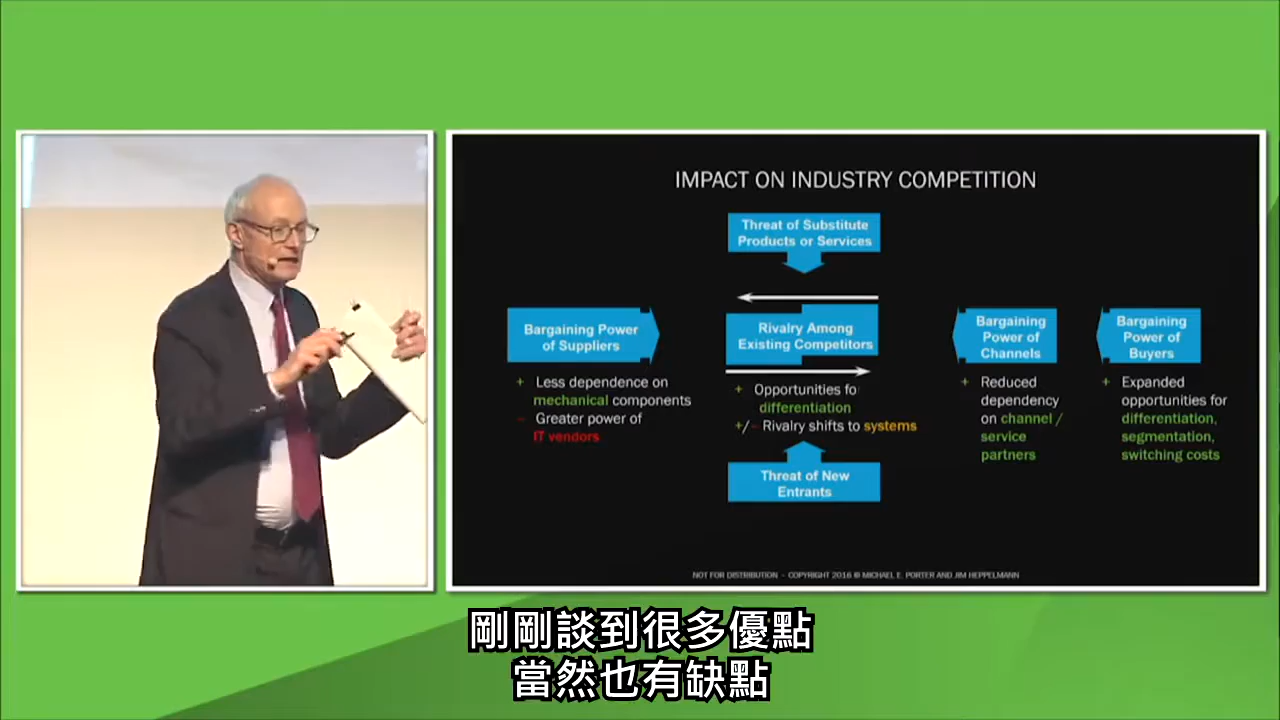 IMPACT ON INDUSTRY COMPETITION
Threat of Substitute
Products or Services
Bargaining Power
of Suppliers
+ Less dependence on
mechanical components
- Greater power of
IT vendors
Rivalry Among
Existing Competitors
+ Opportunities fo
differentiation
+/- Rivalry shifts to systems
Threat of New
Entrants
Bargaining
Power of
Channels
+ Reduced
dependency
on channel /
service
partners
Bargaining
Power of
Buyers
+ Expanded
opportunities for
differentiation,
segmentation,
switching costs
NOT FOR DISTRIBUTION – COPYRIGHT 2016 © MICHAEL E. PORTER AND JIM HEPPELMANN
剛剛談到很多優點
當然也有缺點